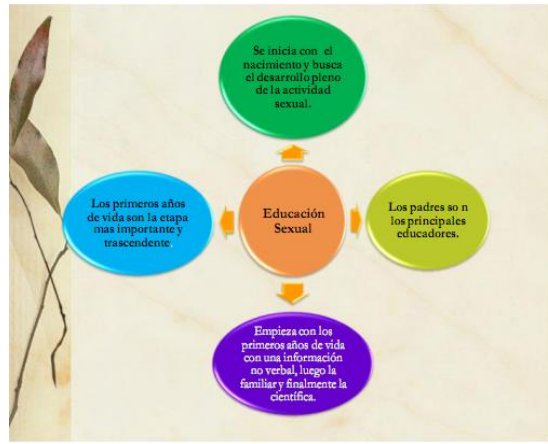 Se inicia con el
nacimiento y busca
el desarrollo pleno
de la actividad
sexual.
Los primeros años
de vida son la etapa
mas importante y
trascendente.
Educación
Sexual
Los padres so n
los principales
educadores.
Empieza con los
primeros años de vida
con una información
no verbal, luego la
familiar y finalmente la
científica.